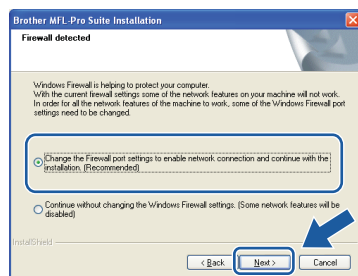 Brother MFL-Pro Suite Installation
Firewall detected
Windows Firewall is helping to protect your computer.
With the current firewall settings some of the network features on your machine will not work.
In order for all the network features of the machine to work, some of the Windows Firewall port
settings need to be changed.
Change the Firewall port settings to enable network connection and continue with the
installation. (Recommended)
Continue without changing the Windows Firewall settings. (Some network features will be
disabled)
InstallShield
< Back
Next >
Cancel